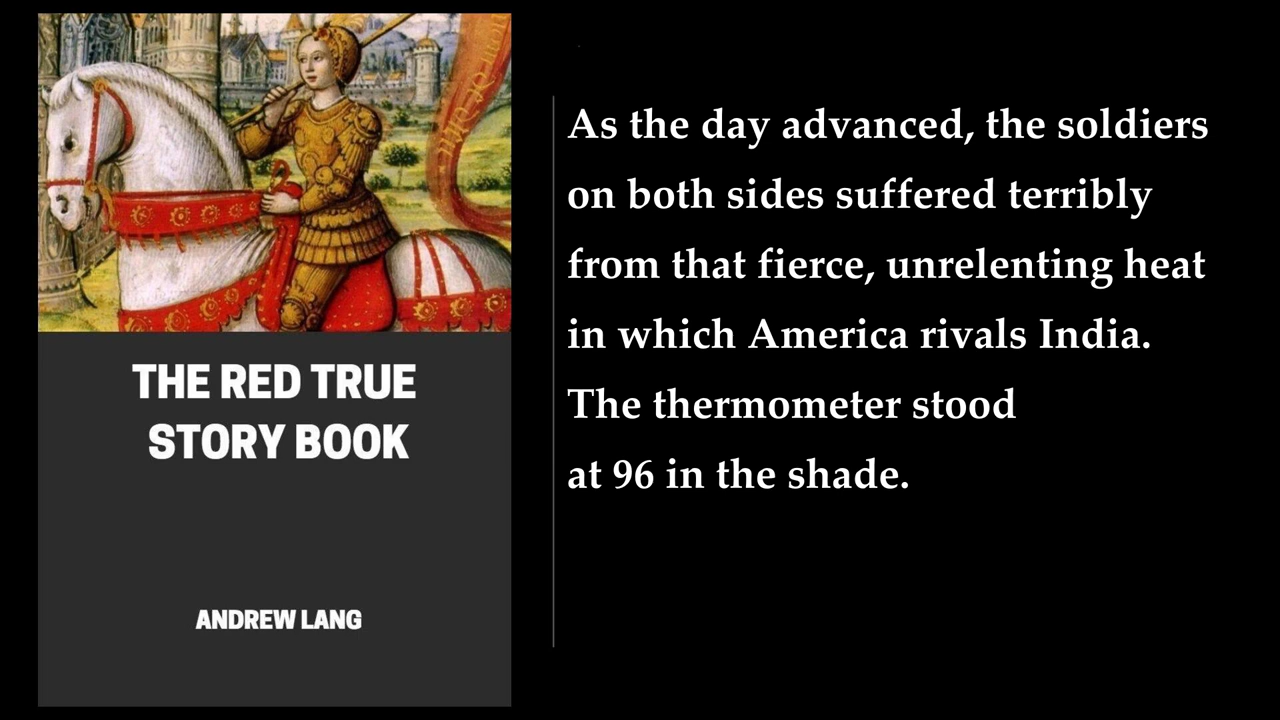 THE RED TRUE
STORY BOOK
ANDREW LANG
As the day advanced, the soldiers
on both sides suffered terribly
from that fierce, unrelenting heat
in which America rivals India.
The thermometer stood
at 96 in the shade.